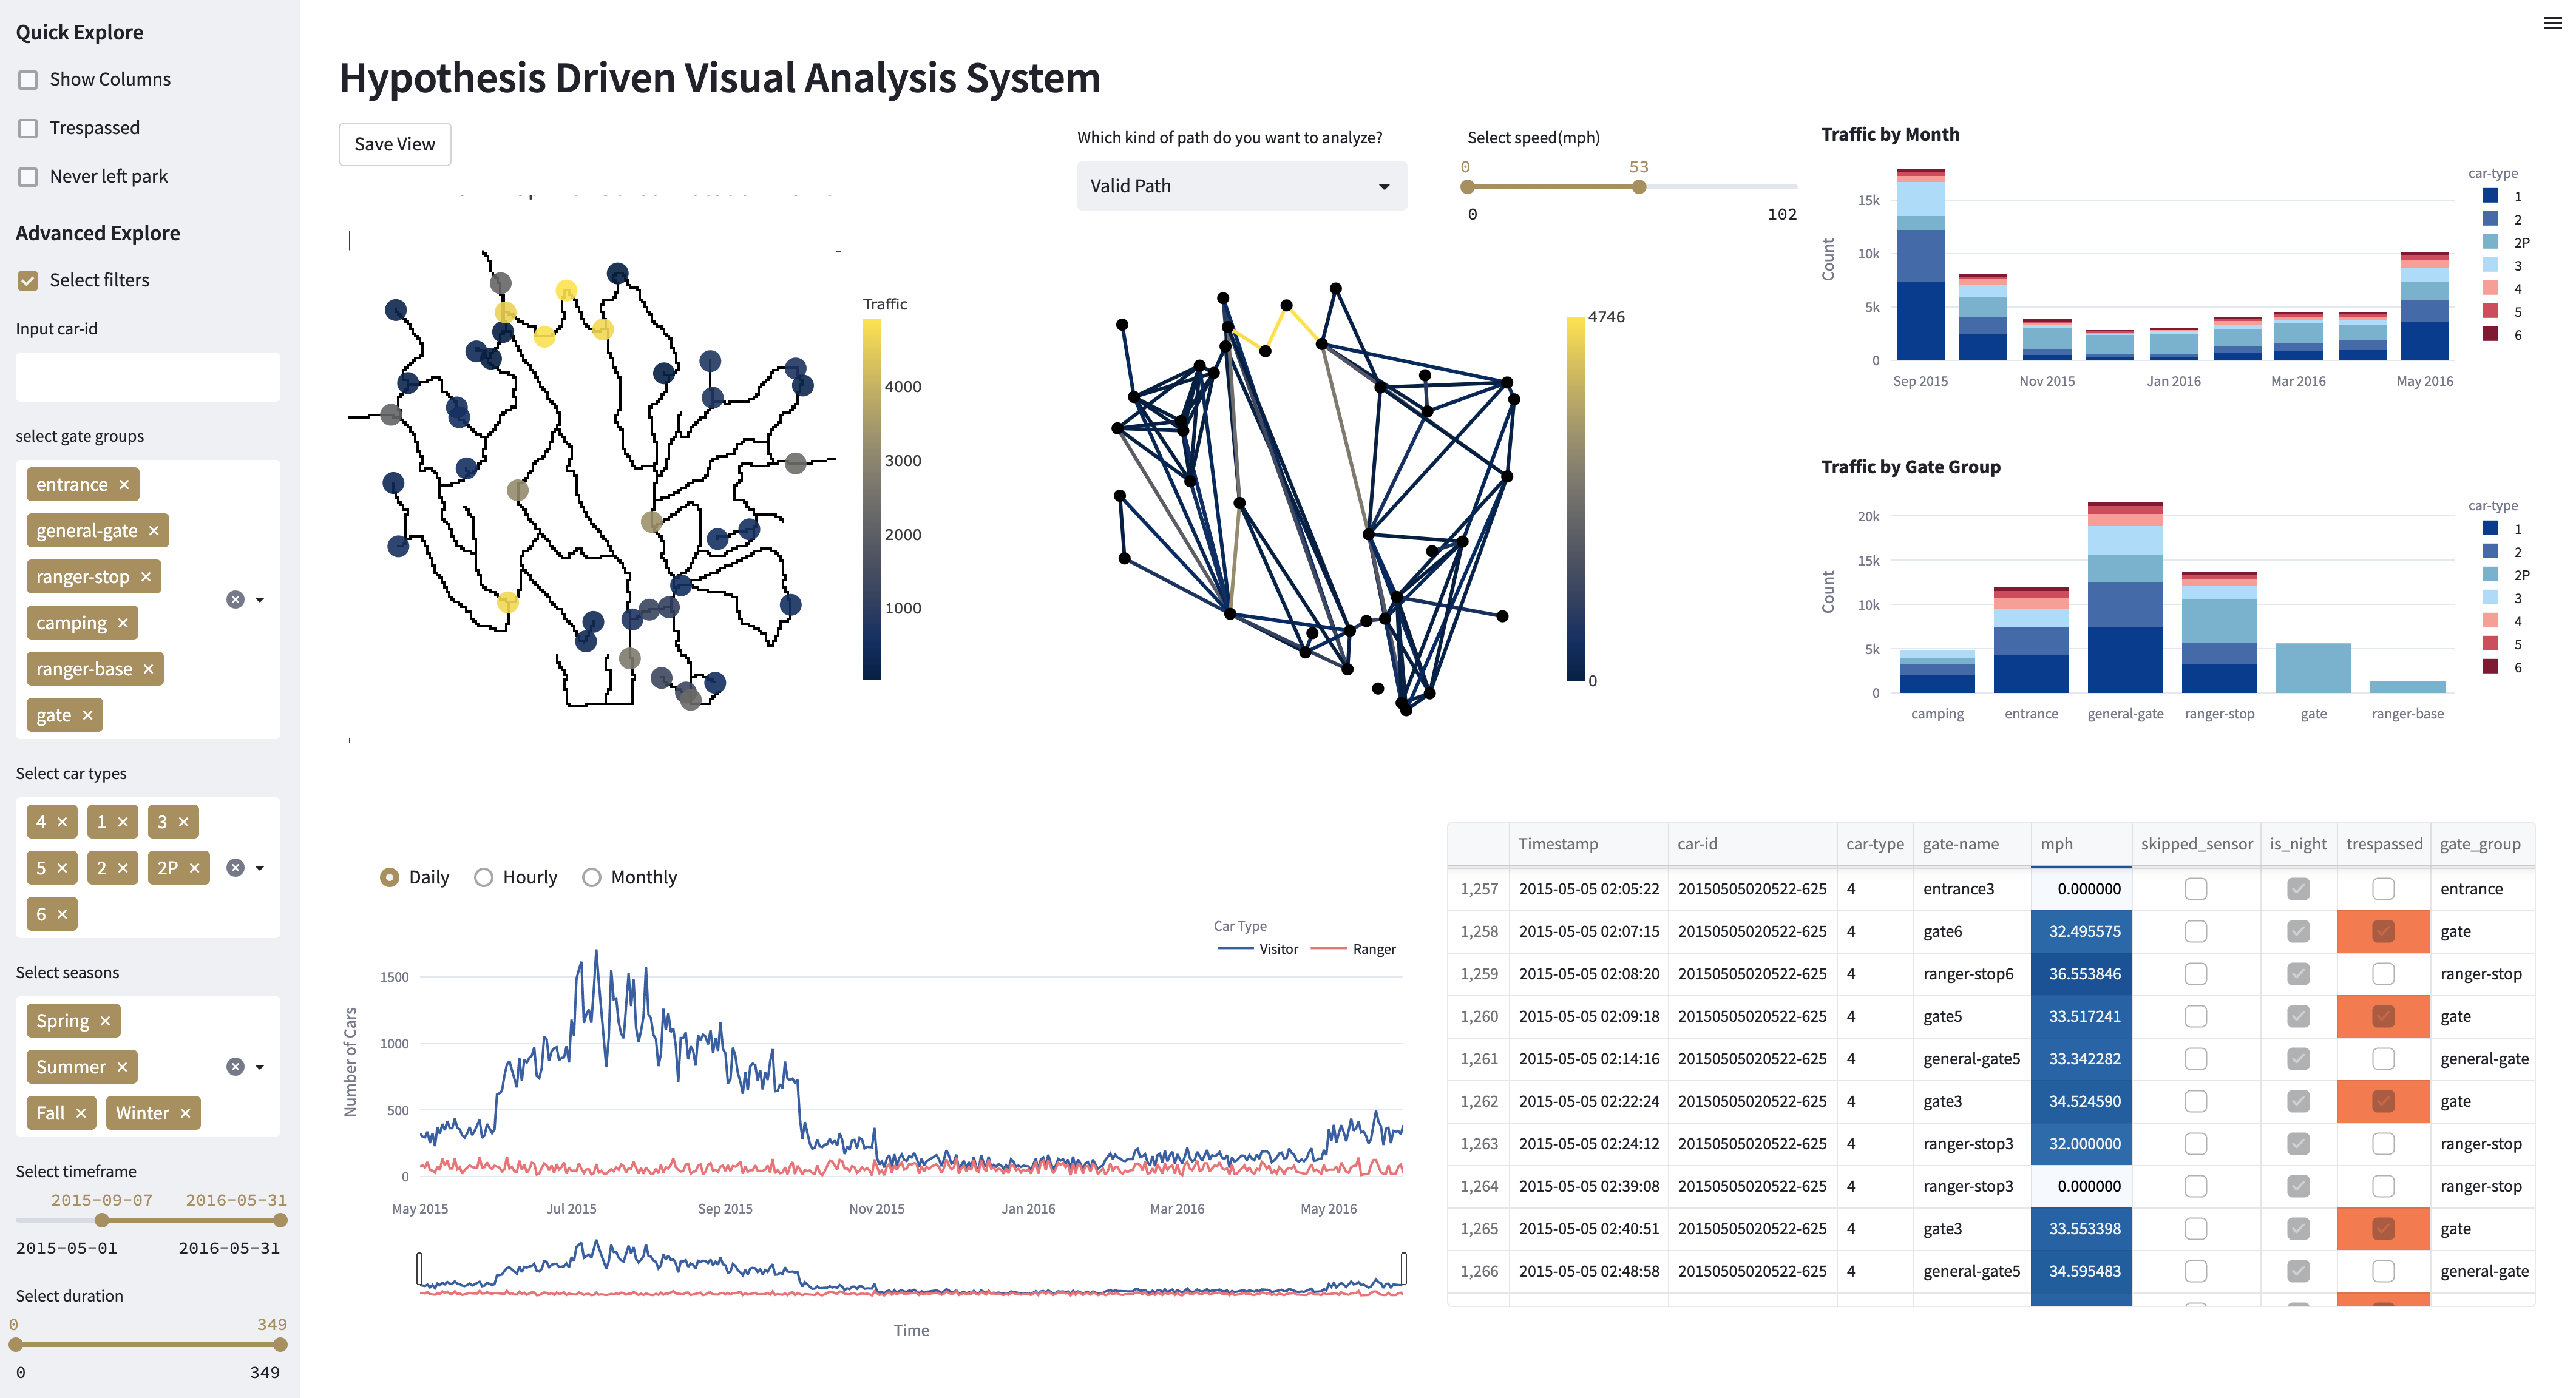 Quick Explore
Show Columns
Trespassed
Never left park
Advanced Explore
Select filters
Input car-id
select gate groups
entrance ×
general-gate ×
ranger-stop ×
camping ×
ranger-base ×
gate ×
Select car types
4 × 1 × 3 ×
5 × 2 × 2P ×
6 ×
Select seasons
Spring ×
Summer ×
Fall × Winter ×
Select timeframe
2015-09-07 2016-05-31
2015-05-01 2016-05-31
Select duration
0 349
0 349
Hypothesis Driven Visual Analysis System
Save View
Which kind of path do you want to analyze?
Valid Path
Select speed(mph)
0 53
0 102
Traffic
4000
3000
2000
1000
4746
0
Traffic by Month
Count
15k
10k
5k
0
Sep 2015 Nov 2015 Jan 2016 Mar 2016 May 2016
car-type
1
2
2P
3
4
5
6
Traffic by Gate Group
Count
20k
15k
10k
5k
0
camping entrance general-gate ranger-stop gate ranger-base
car-type
1
2
2P
3
4
5
6
Daily Hourly Monthly
Car Type
Visitor Ranger
Number of Cars
1500
1000
500
0
May 2015 Jul 2015 Sep 2015 Nov 2015 Jan 2016 Mar 2016 May 2016
Time
Timestamp car-id car-type gate-name mph skipped_sensor is_night trespassed gate_group
1,257 2015-05-05 02:05:22 20150505020522-625 4 entrance3 0.000000 entrance
1,258 2015-05-05 02:07:15 20150505020522-625 4 gate6 32.495575 gate
1,259 2015-05-05 02:08:20 20150505020522-625 4 ranger-stop6 36.553846 ranger-stop
1,260 2015-05-05 02:09:18 20150505020522-625 4 gate5 33.517241 gate
1,261 2015-05-05 02:14:16 20150505020522-625 4 general-gate5 33.342282 general-gate
1,262 2015-05-05 02:22:24 20150505020522-625 4 gate3 34.524590 gate
1,263 2015-05-05 02:24:12 20150505020522-625 4 ranger-stop3 32.000000 ranger-stop
1,264 2015-05-05 02:39:08 20150505020522-625 4 ranger-stop3 0.000000 ranger-stop
1,265 2015-05-05 02:40:51 20150505020522-625 4 gate3 33.553398 gate
1,266 2015-05-05 02:48:58 20150505020522-625 4 general-gate5 34.595483 general-gate